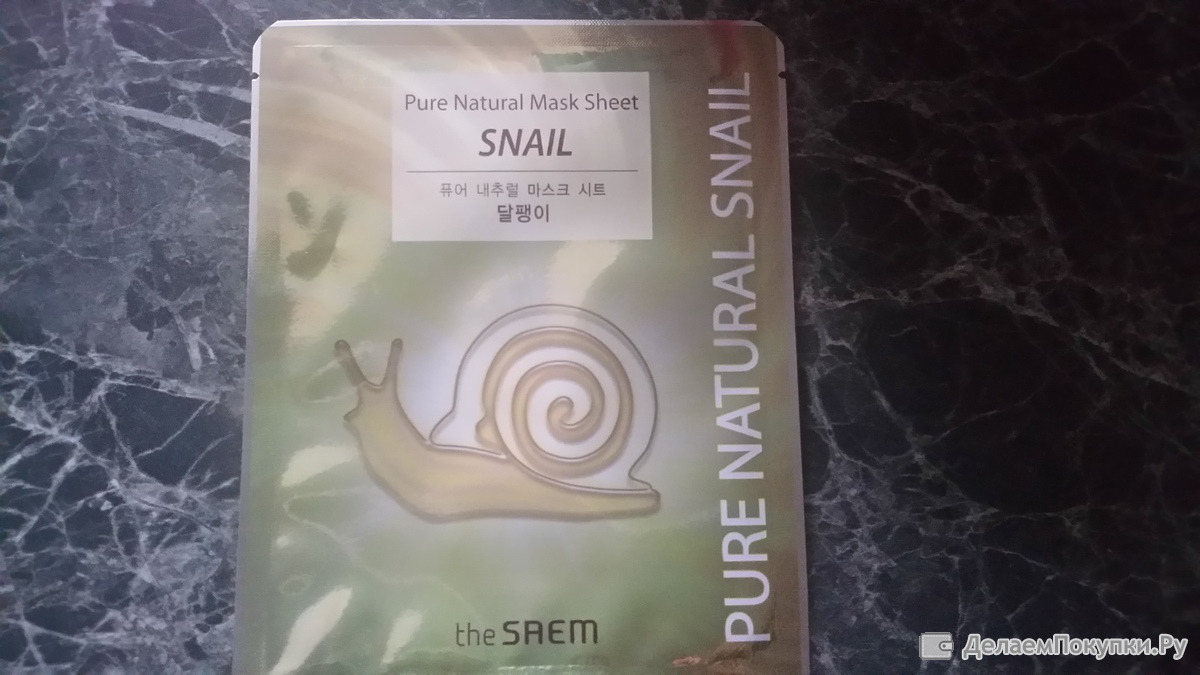 Pure Natural Mask Sheet
SNAIL
퓨어 내추럴 마스크 시트
달팽이
PURE NATURAL SNAIL
the SAEM
ДелаемПокупки.Ру